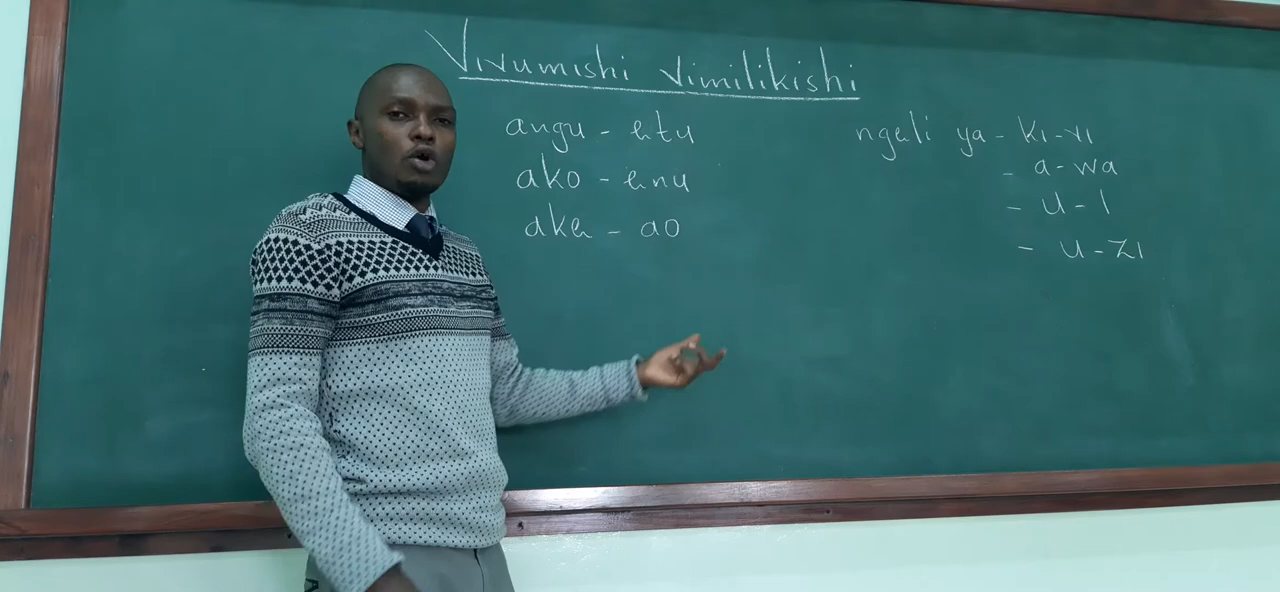 Vivumishi Vimilikishi
angu - etu
ako - enu
ake - ao
ngeli ya - KI-VI
- a-wa
- U-I
- U-ZI